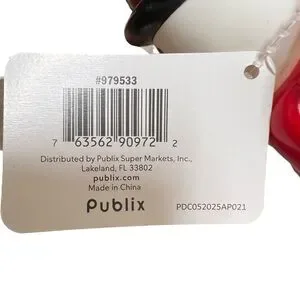 #979533
7 63562 90972 2
Distributed by Publix Super Markets, Inc.,
Lakeland, FL 33802
publix.com
Made in China
Publix
PDC052025AP021